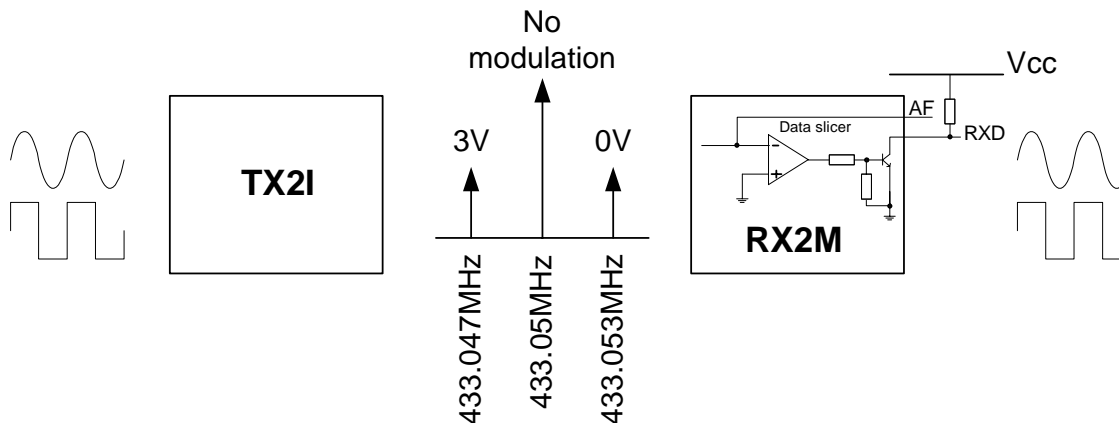 No
modulation
Vcc
AF
3V
0V
Data slicer
RXD
TX2I
RX2M
433.047MHz
433.05MHz
433.053MHz